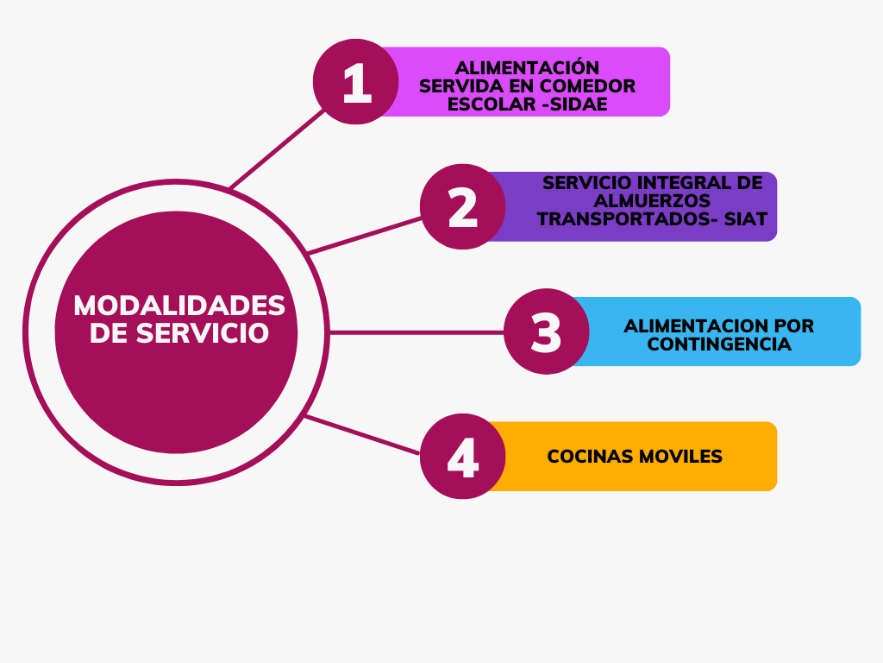 1
ALIMENTACIÓN
SERVIDA EN COMEDOR
ESCOLAR -SIDAE
2
SERVICIO INTEGRAL DE
ALMUERZOS
TRANSPORTADOS- SIAT
MODALIDADES
DE SERVICIO
3
ALIMENTACION POR
CONTINGENCIA
4
COCINAS MOVILES